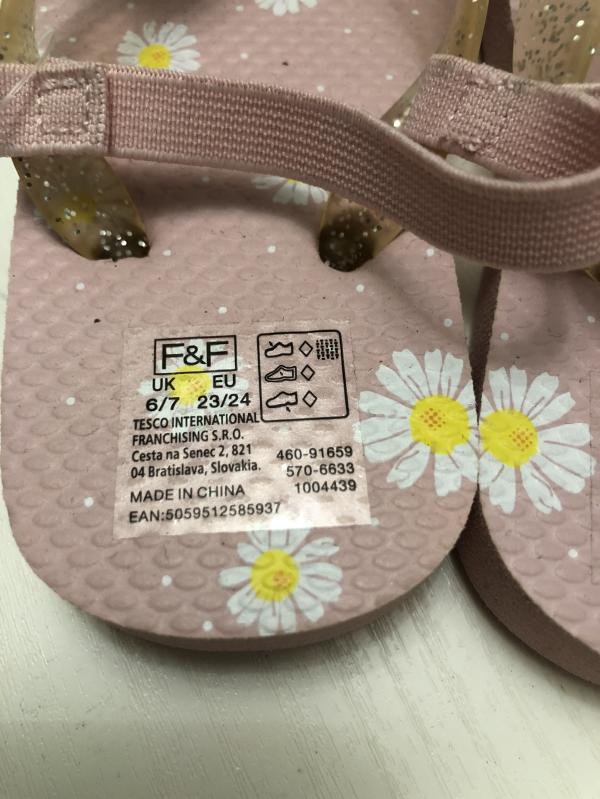 F&F
UK EU
6/7 23/24
TESCO INTERNATIONAL
FRANCHISING S.R.O.
Cesta na Senec 2, 821
04 Bratislava, Slovakia.
460-91659
570-6633
1004439
MADE IN CHINA
EAN:5059512585937